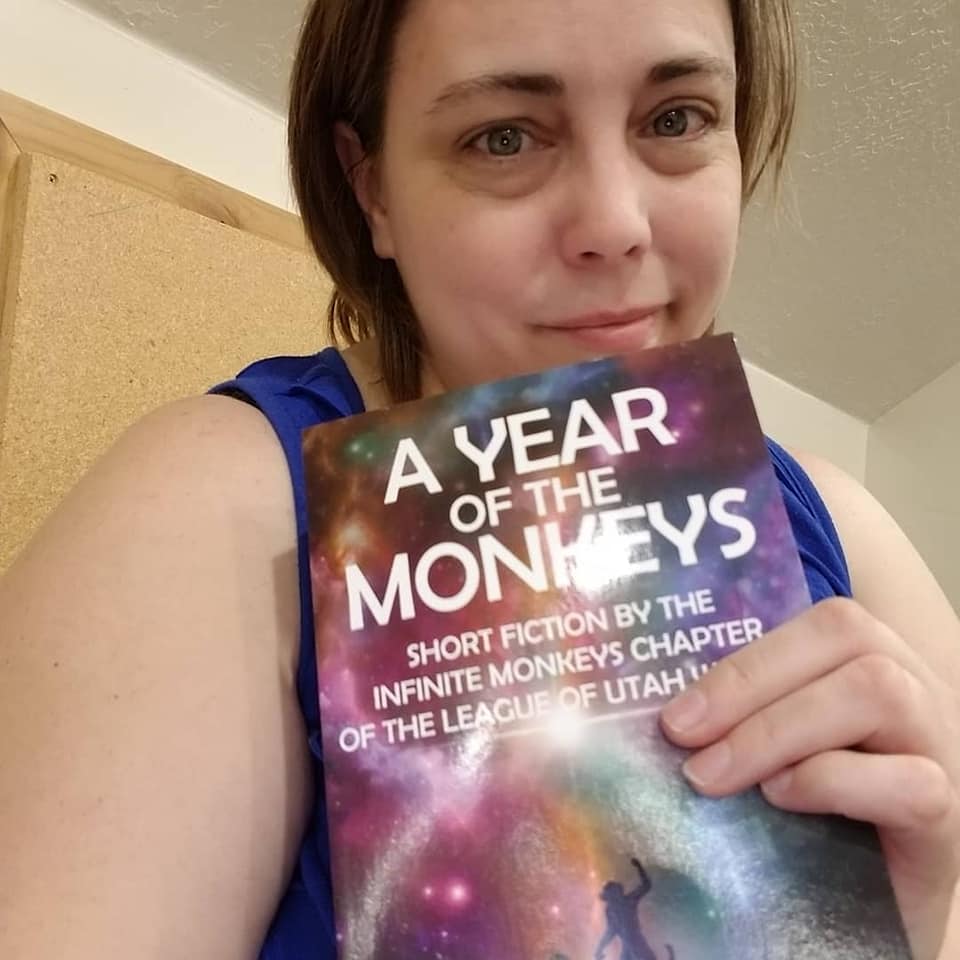 A YEAR
OF THE
MONKEYS
SHORT FICTION BY THE
INFINITE MONKEYS CHAPTER
OF THE LEAGUE OF UTAH